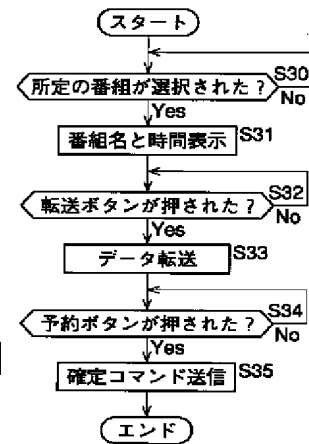 スタート
所定の番組が選択された?
S30
No
Yes
番組名と時間表示
S31
転送ボタンが押された?
S32
No
Yes
データ転送
S33
予約ボタンが押された?
S34
No
Yes
確定コマンド送信
S35
エンド